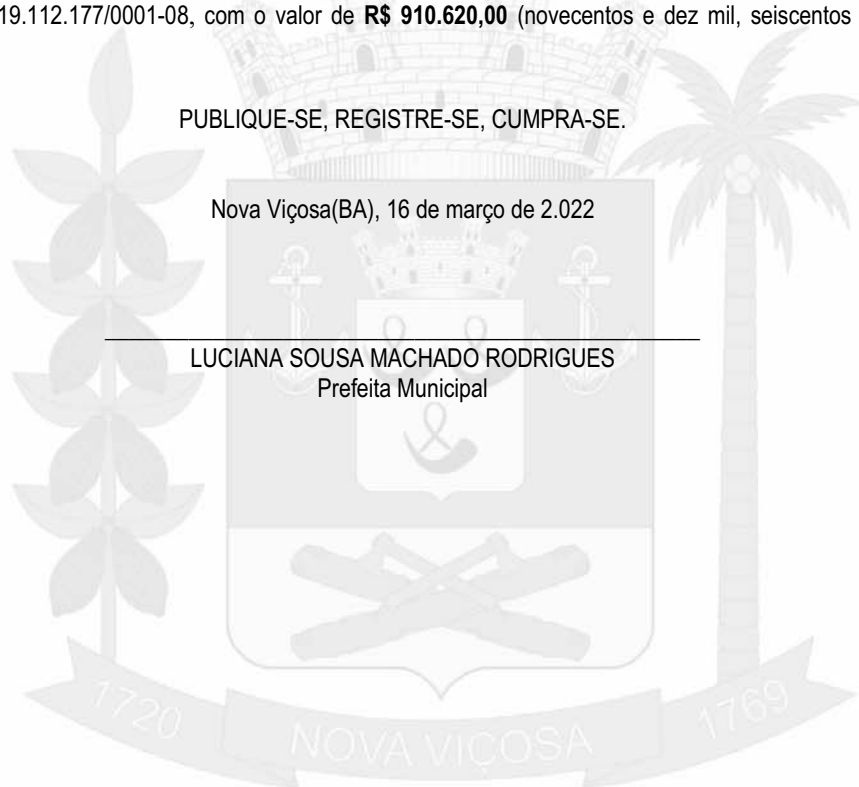 19.112.177/0001-08, com o valor de R$ 910.620,00 (novecentos e dez mil, seiscentos
PUBLIQUE-SE, REGISTRE-SE, CUMPRA-SE.
Nova Viçosa(BA), 16 de março de 2.022
LUCIANA SOUSA MACHADO RODRIGUES
Prefeita Municipal
1720 NOVA VIÇOSA 1769